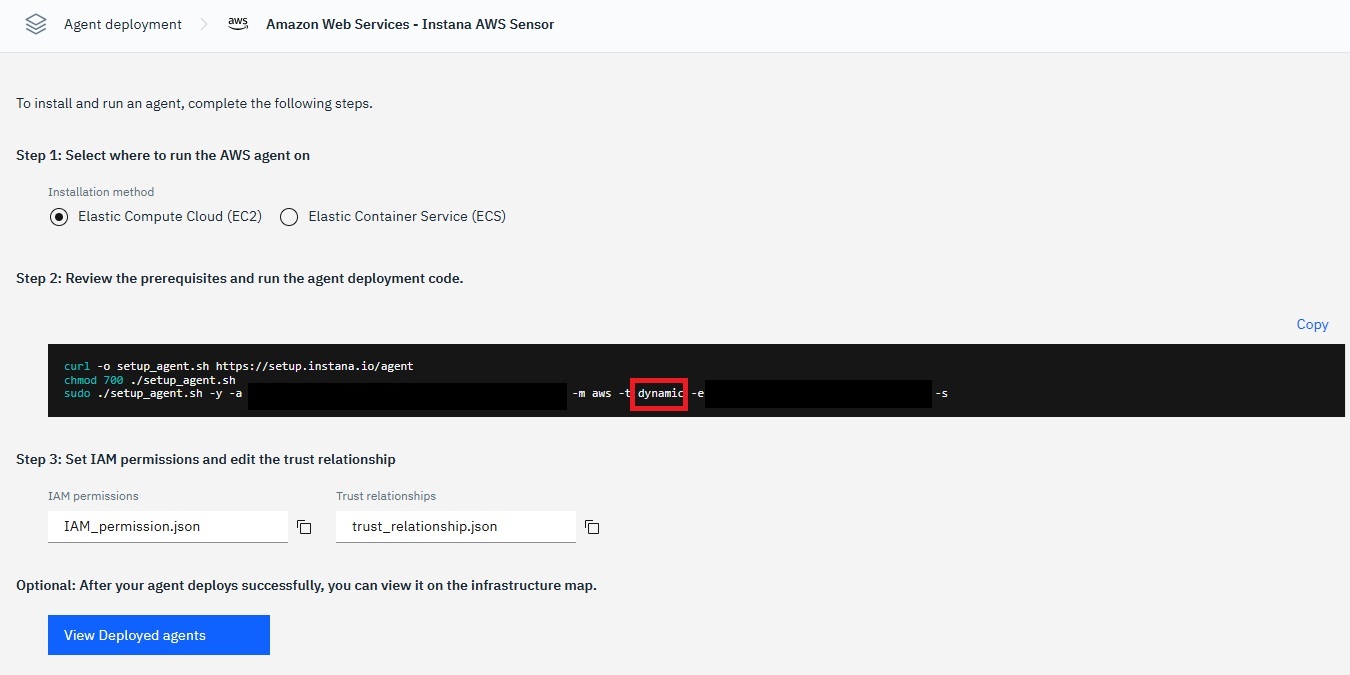 Agent deployment > aws Amazon Web Services - Instana AWS Sensor
To install and run an agent, complete the following steps.
Step 1: Select where to run the AWS agent on
Installation method
Elastic Compute Cloud (EC2) Elastic Container Service (ECS)
Step 2: Review the prerequisites and run the agent deployment code.
Copy
curl -o setup_agent.sh https://setup.instana.io/agent
chmod 700 ./setup_agent.sh
sudo ./setup_agent.sh -y -a -m aws -t dynamic -e -s
Step 3: Set IAM permissions and edit the trust relationship
IAM permissions Trust relationships
IAM_permission.json trust_relationship.json
Optional: After your agent deploys successfully, you can view it on the infrastructure map.
View Deployed agents